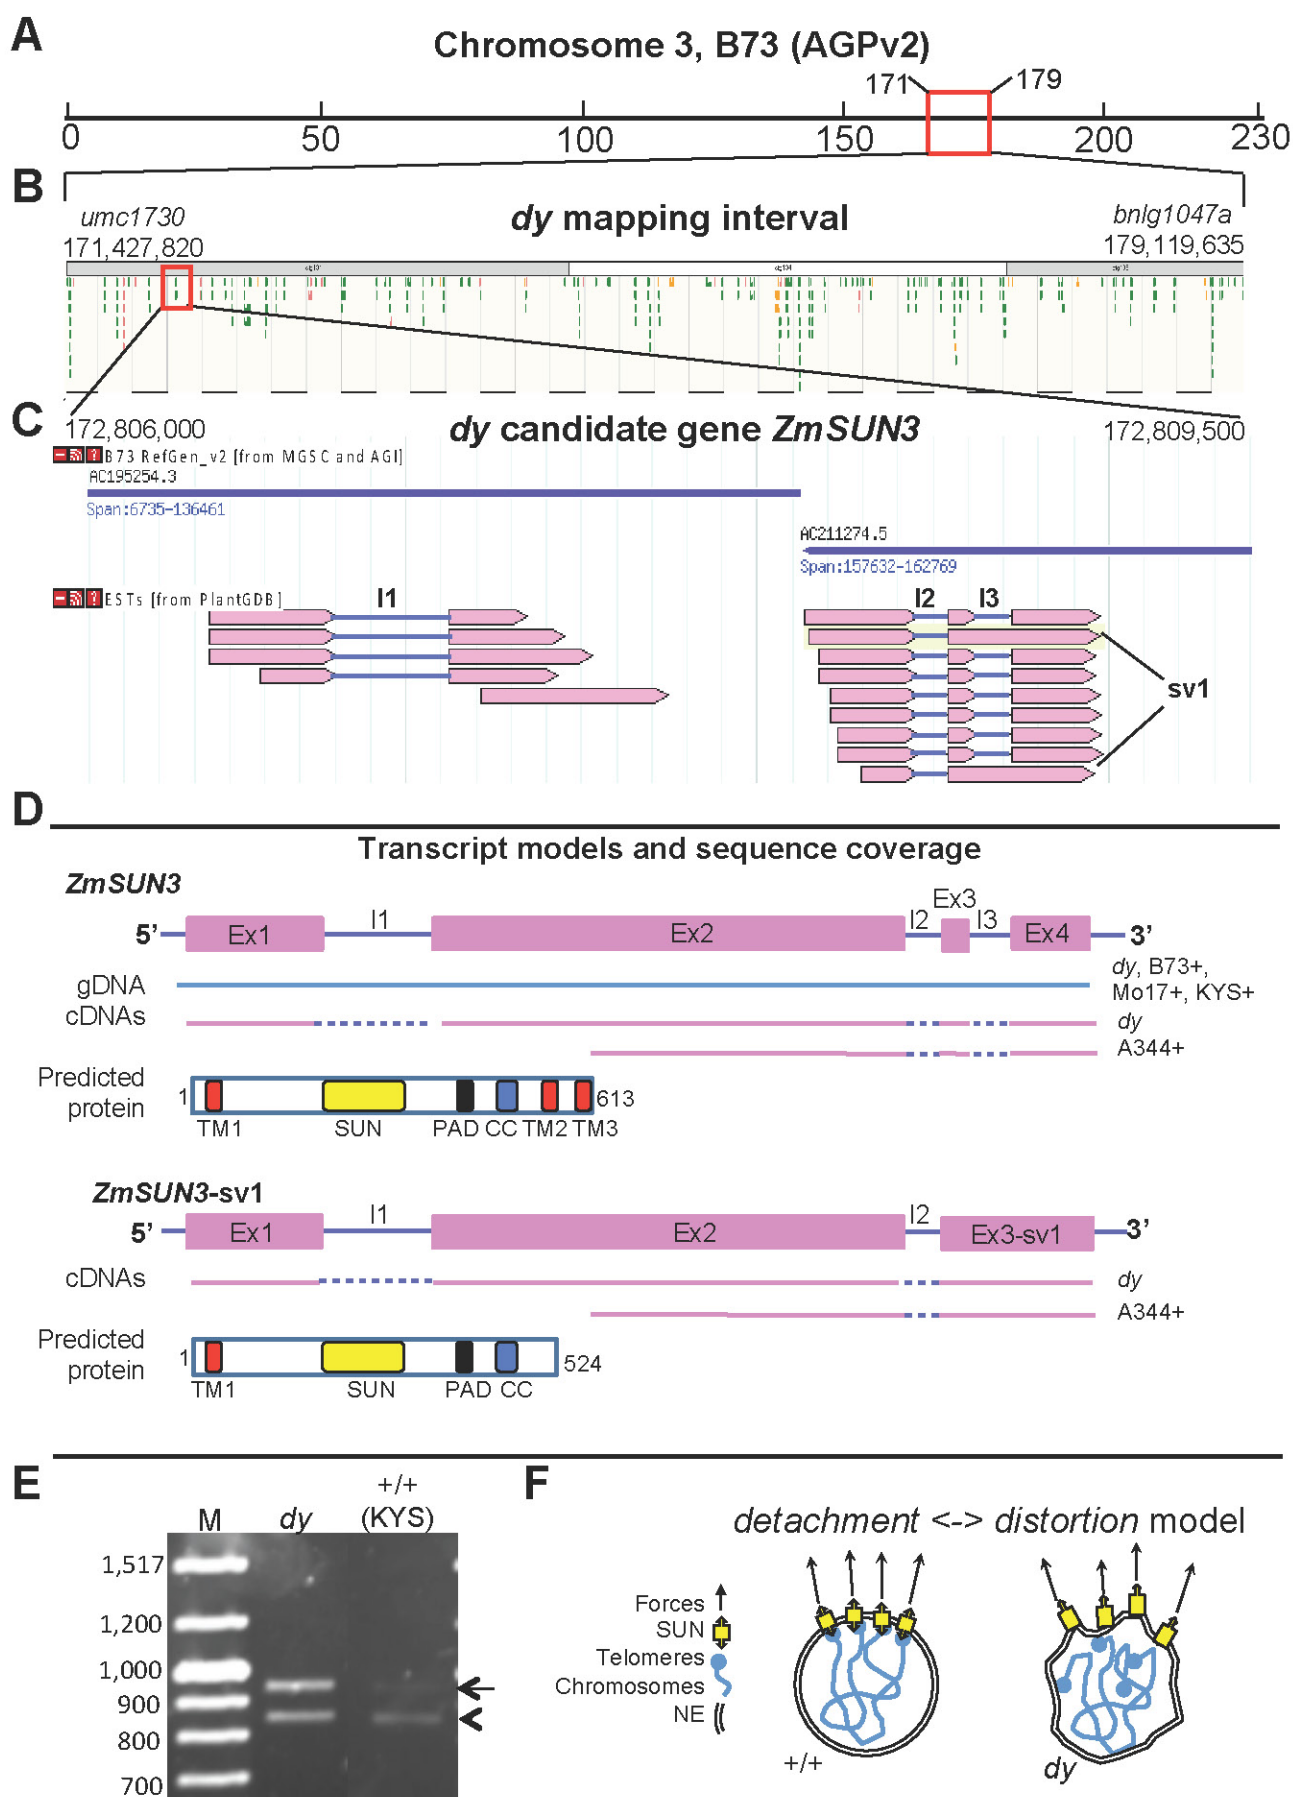 A
Chromosome 3, B73 (AGPv2)
171 179
0 50 100 150 200 230
B
umc1730 dy mapping interval bnlg1047a
171,427,820 179,119,635
C
172,806,000 dy candidate gene ZmSUN3 172,809,500
B73 RefGen_v2 [from MGSC and AGI]
AC195254.3
Span:6735-136461
AC211274.5
Span:157632-162769
ESTs [from PlantGDB]
I1 I2 I3
sv1
D
Transcript models and sequence coverage
ZmSUN3
5’ Ex1 I1 Ex2 I2 Ex3 I3 Ex4 3’
gDNA dy, B73+,
Mo17+, KYS+
cDNAs dy
A344+
Predicted
protein
1 613
TM1 SUN PAD CC TM2 TM3
ZmSUN3-sv1
5’ Ex1 I1 Ex2 I2 Ex3-sv1 3’
cDNAs dy
A344+
Predicted
protein
1 524
TM1 SUN PAD CC
E
M dy +/+
(KYS)
1,517
1,200
1,000
900
800
700
F
detachment <-> distortion model
Forces
SUN
Telomeres
Chromosomes
NE
+/+
dy